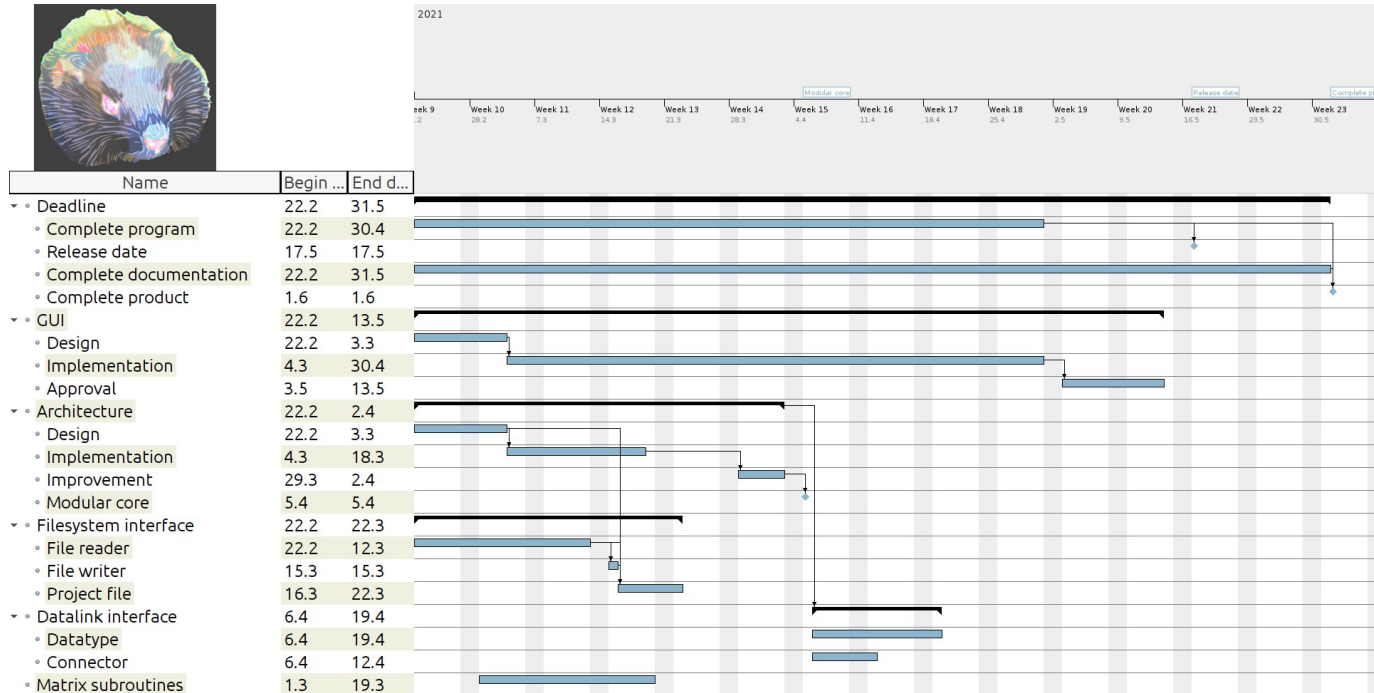 2021
Modular core Release date Complete pr
eek 9 Week 10 Week 11 Week 12 Week 13 Week 14 Week 15 Week 16 Week 17 Week 18 Week 19 Week 20 Week 21 Week 22 Week 23
.2 28.2 7.3 14.3 21.3 28.3 4.4 11.4 18.4 25.4 2.5 9.5 16.5 23.5 30.5
Name Begin ... End d...
Deadline 22.2 31.5
Complete program 22.2 30.4
Release date 17.5 17.5
Complete documentation 22.2 31.5
Complete product 1.6 1.6
GUI 22.2 13.5
Design 22.2 3.3
Implementation 4.3 30.4
Approval 3.5 13.5
Architecture 22.2 2.4
Design 22.2 3.3
Implementation 4.3 18.3
Improvement 29.3 2.4
Modular core 5.4 5.4
Filesystem interface 22.2 22.3
File reader 22.2 12.3
File writer 15.3 15.3
Project file 16.3 22.3
Datalink interface 6.4 19.4
Datatype 6.4 19.4
Connector 6.4 12.4
Matrix subroutines 1.3 19.3